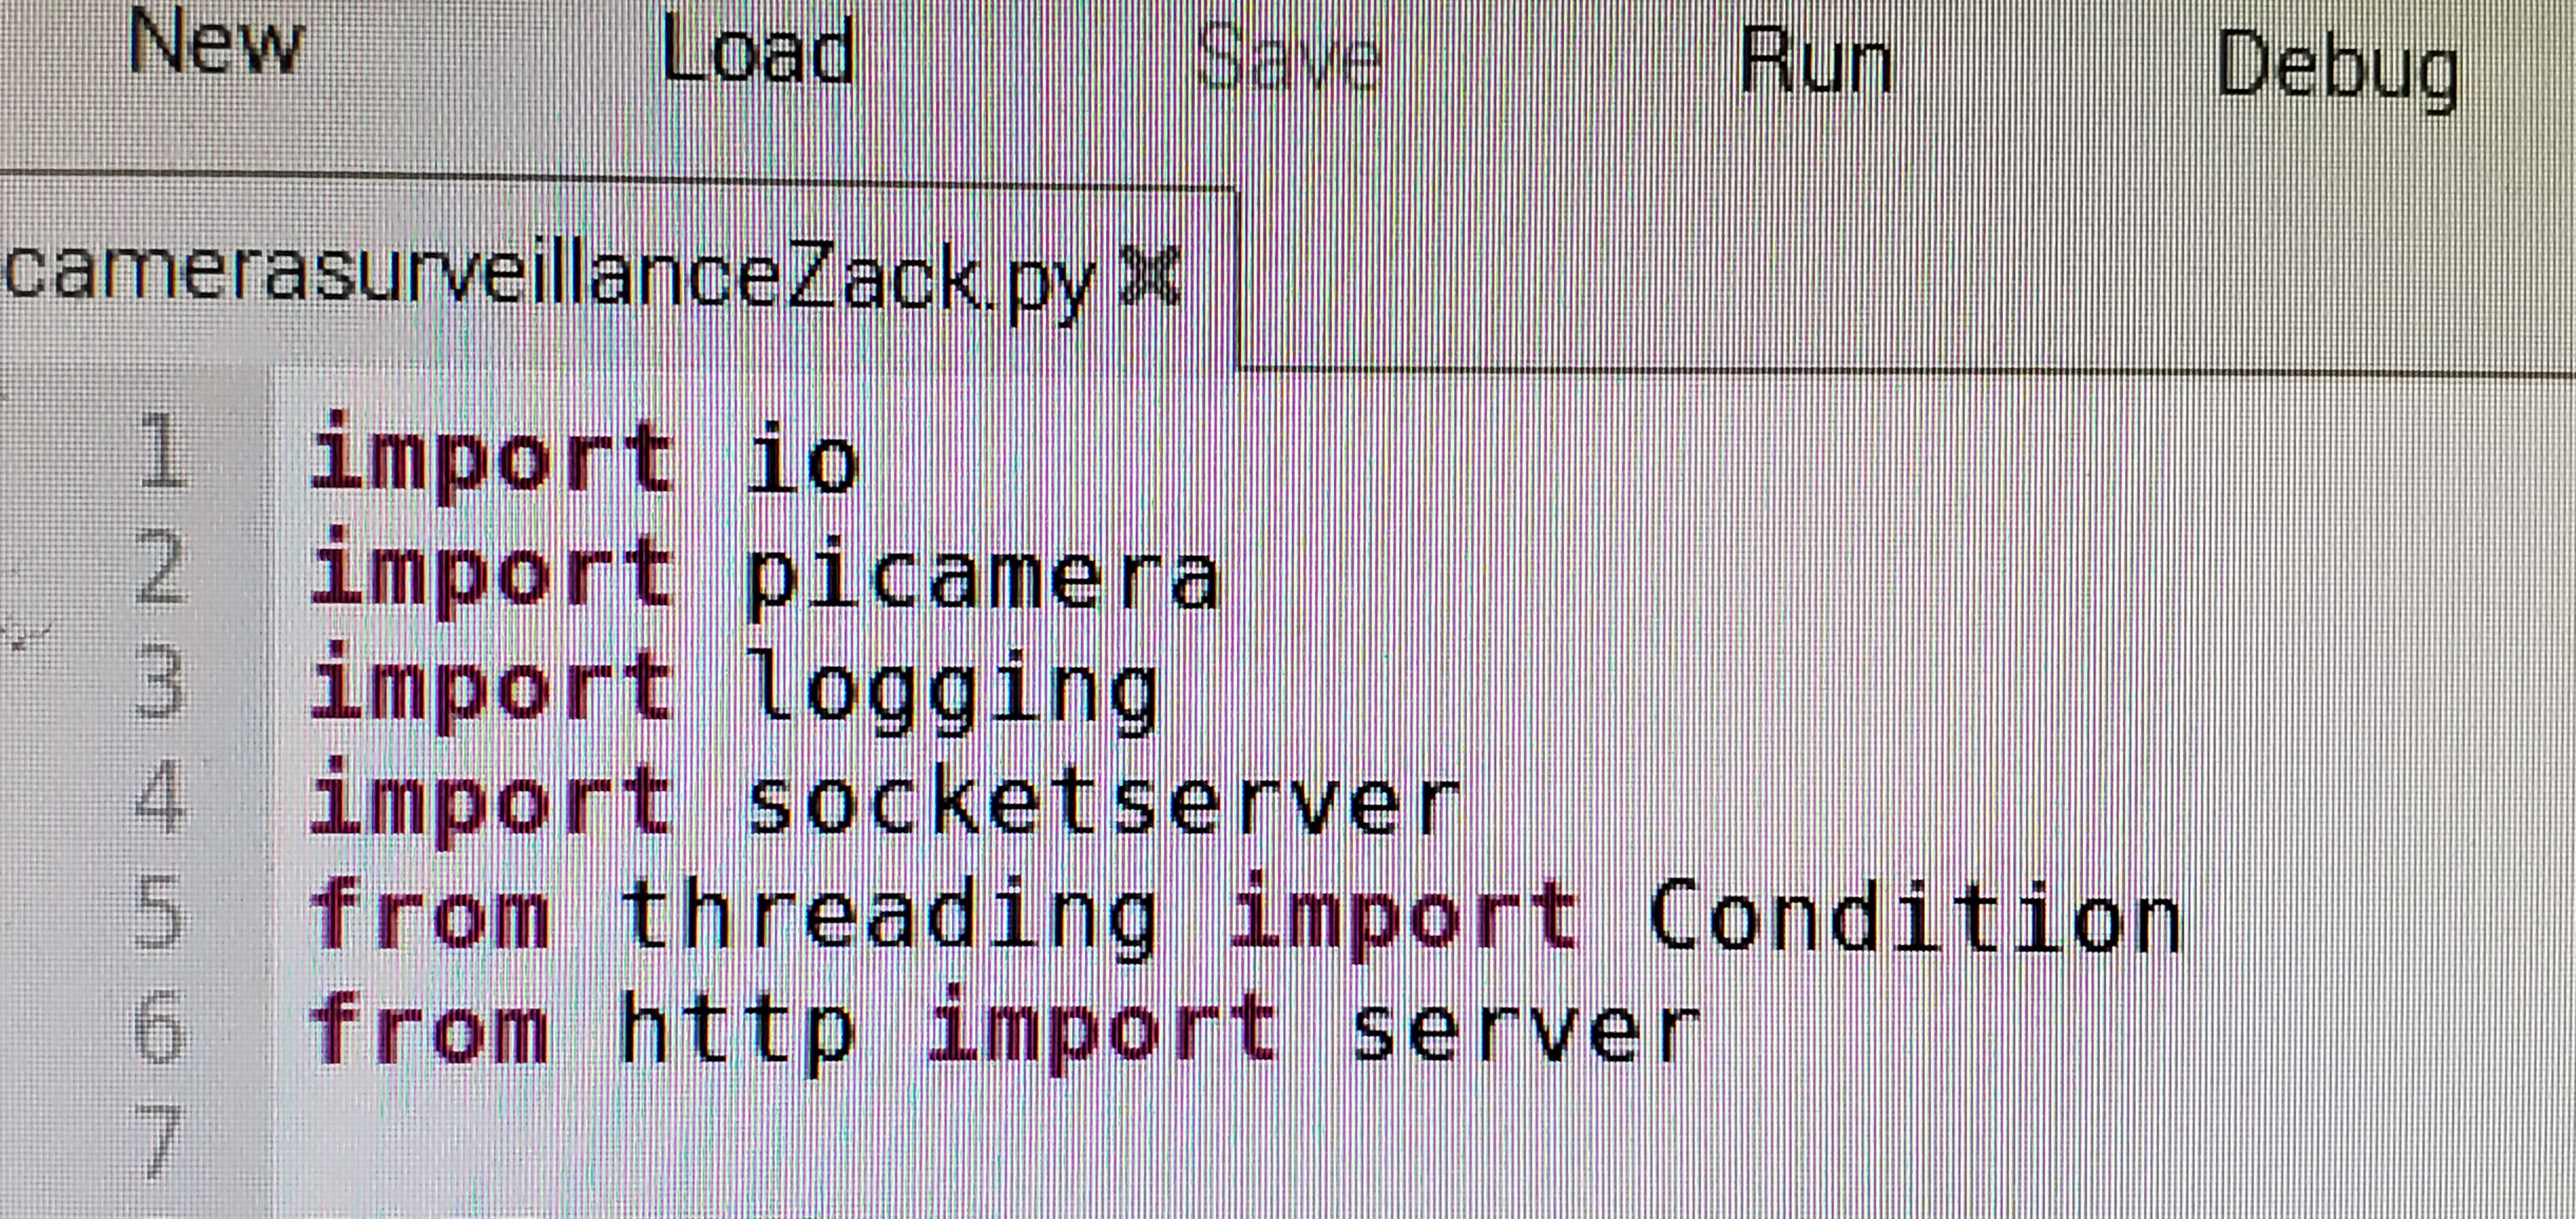 New Load Save Run Debug
camerasurveillanceZack.py ✖
1 import io
2 import picamera
3 import logging
4 import socketserver
5 from threading import Condition
6 from http import server
7